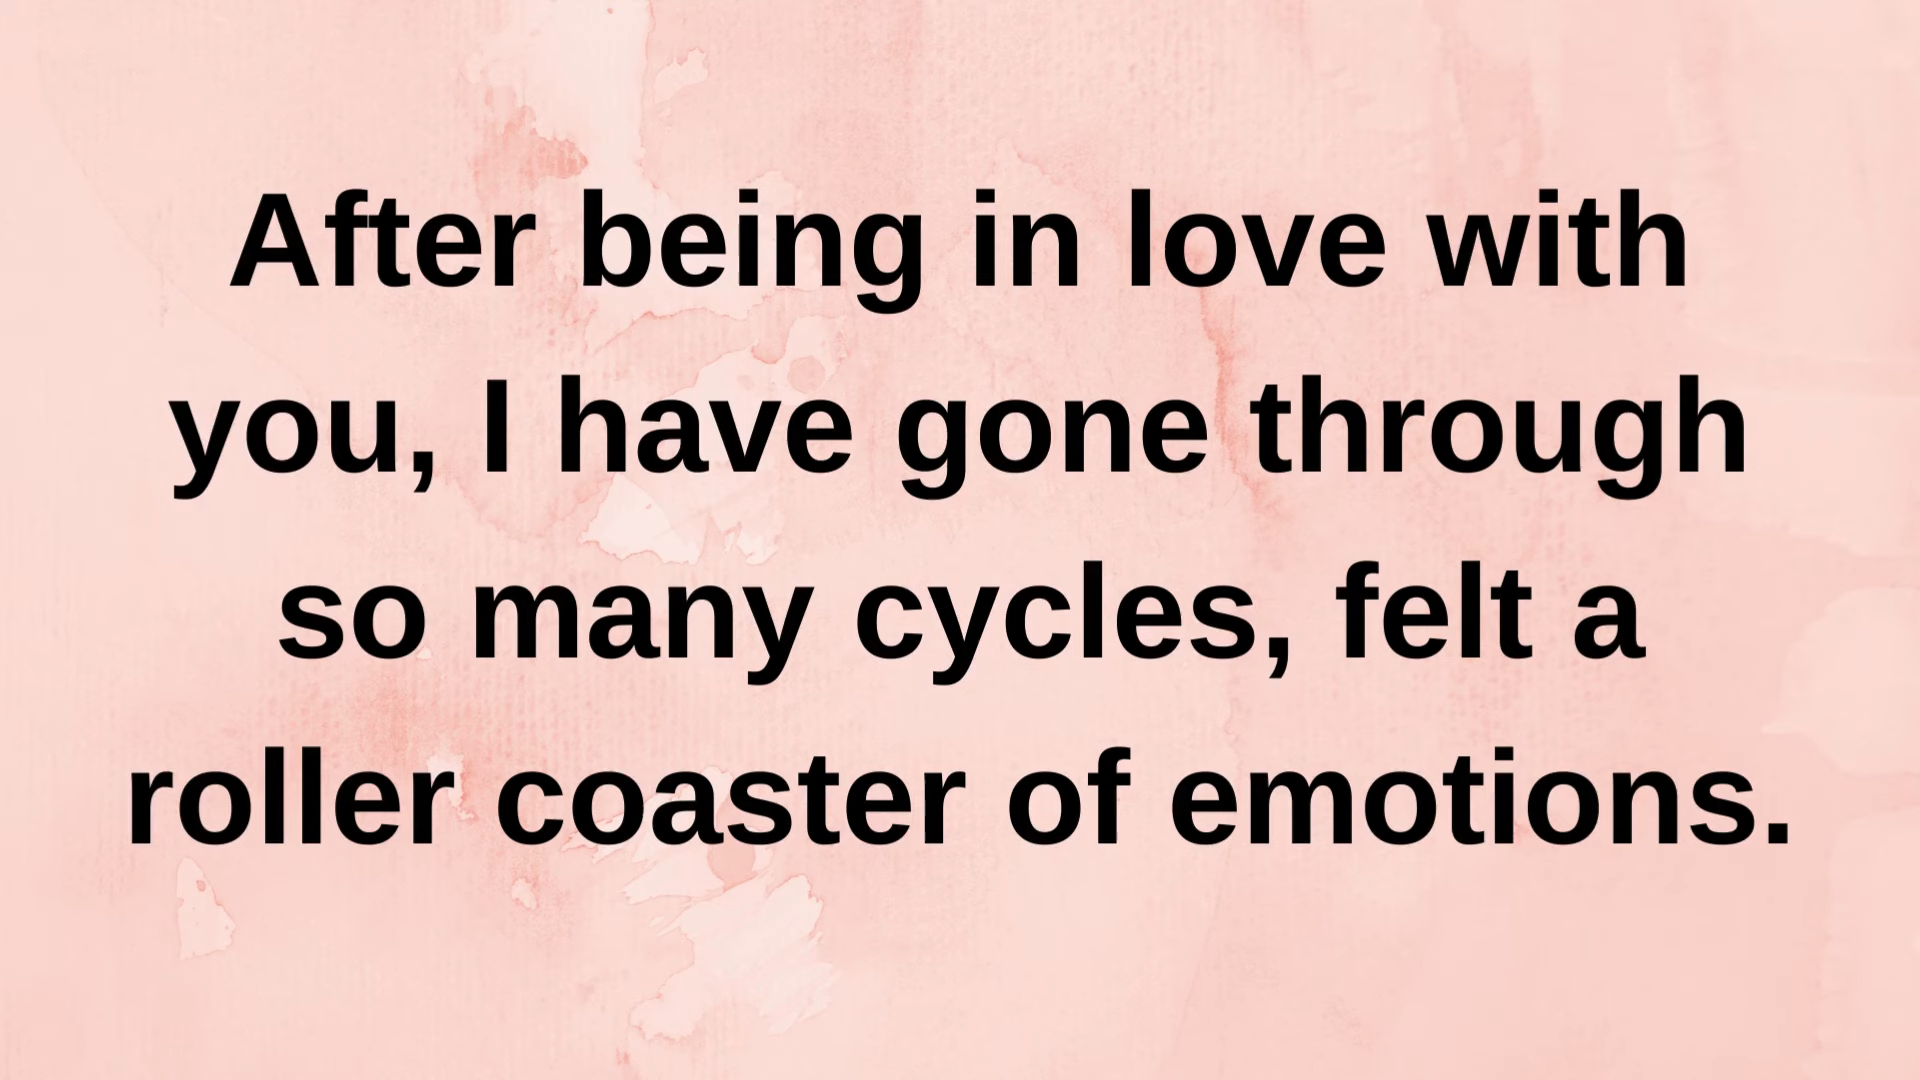 After being in love with
you, I have gone through
so many cycles, felt a
roller coaster of emotions.